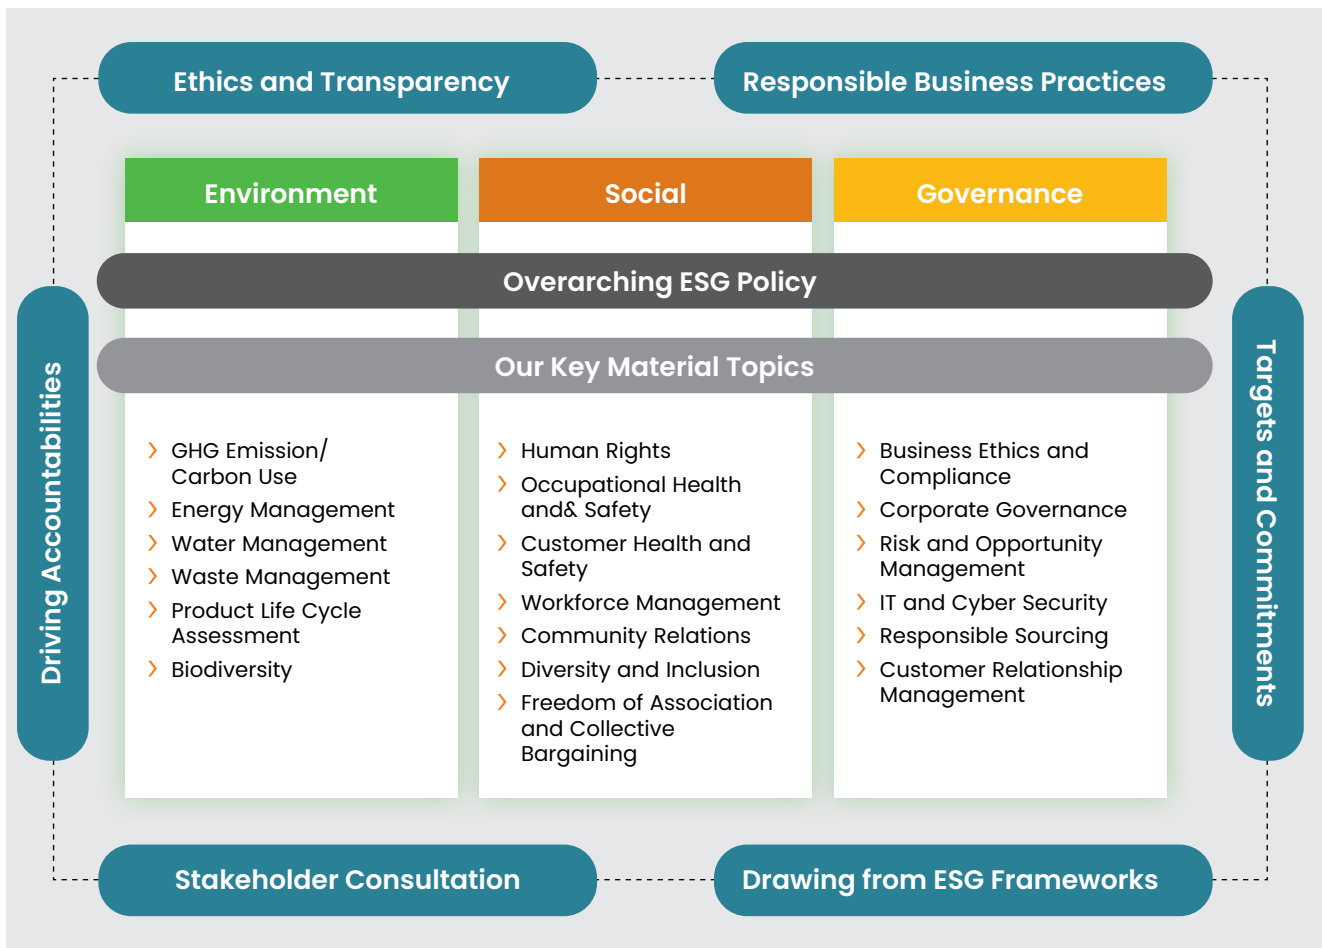 Ethics and Transparency
Responsible Business Practices
Driving Accountabilities
Environment
Social
Governance
Overarching ESG Policy
Our Key Material Topics
GHG Emission/
Carbon Use
Energy Management
Water Management
Waste Management
Product Life Cycle
Assessment
Biodiversity
Human Rights
Occupational Health
and& Safety
Customer Health and
Safety
Workforce Management
Community Relations
Diversity and Inclusion
Freedom of Association
and Collective
Bargaining
Business Ethics and
Compliance
Corporate Governance
Risk and Opportunity
Management
IT and Cyber Security
Responsible Sourcing
Customer Relationship
Management
Targets and Commitments
Stakeholder Consultation
Drawing from ESG Frameworks